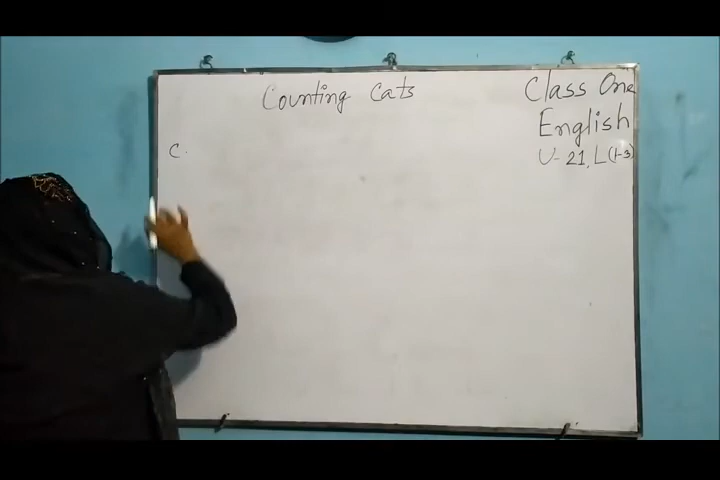 Counting Cats
Class One
English
U- 21, L(1-3)
C.